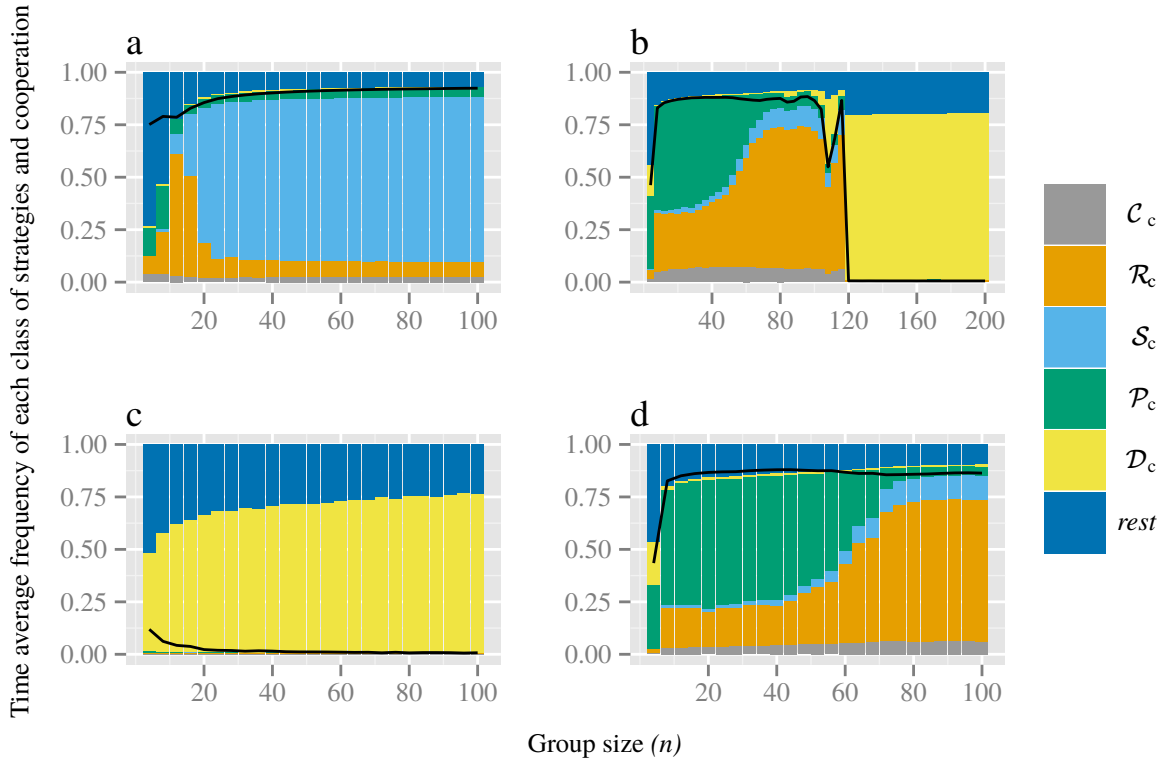 Time average frequency of each class of strategies and cooperation
a
1.00
0.75
0.50
0.25
0.00
20 40 60 80 100
b
1.00
0.75
0.50
0.25
0.00
40 80 120 160 200
c
1.00
0.75
0.50
0.25
0.00
20 40 60 80 100
d
1.00
0.75
0.50
0.25
0.00
20 40 60 80 100
Group size (n)
𝒞c
ℛc
𝒮c
𝒫c
𝒟c
rest